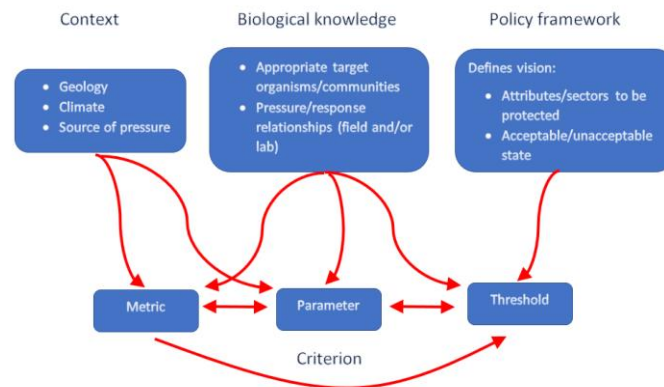 Context
Biological knowledge
Policy framework
Geology
Climate
Source of pressure
Appropriate target
organisms/communities
Pressure/response
relationships (field and/or
lab)
Defines vision:
Attributes/sectors to be
protected
Acceptable/unacceptable
state
Metric
Parameter
Threshold
Criterion